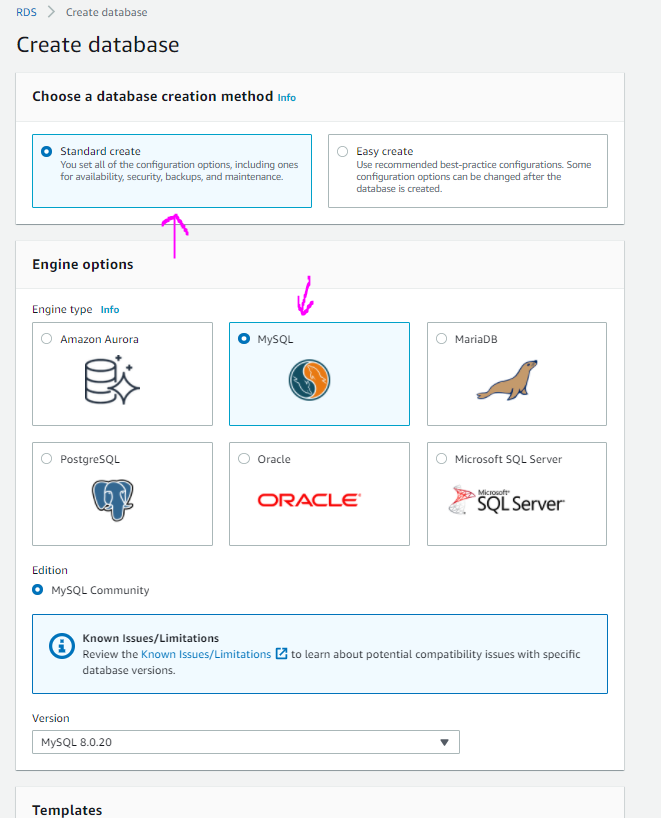 RDS > Create database
Create database
Choose a database creation method Info
Standard create
You set all of the configuration options, including ones
for availability, security, backups, and maintenance.
Easy create
Use recommended best-practice configurations. Some
configuration options can be changed after the
database is created.
Engine options
Engine type Info
Amazon Aurora
MySQL
MariaDB
PostgreSQL
Oracle
ORACLE
Microsoft SQL Server
Microsoft
SQL Server
Edition
MySQL Community
Known Issues/Limitations
Review the Known Issues/Limitations to learn about potential compatibility issues with specific
database versions.
Version
MySQL 8.0.20
Templates